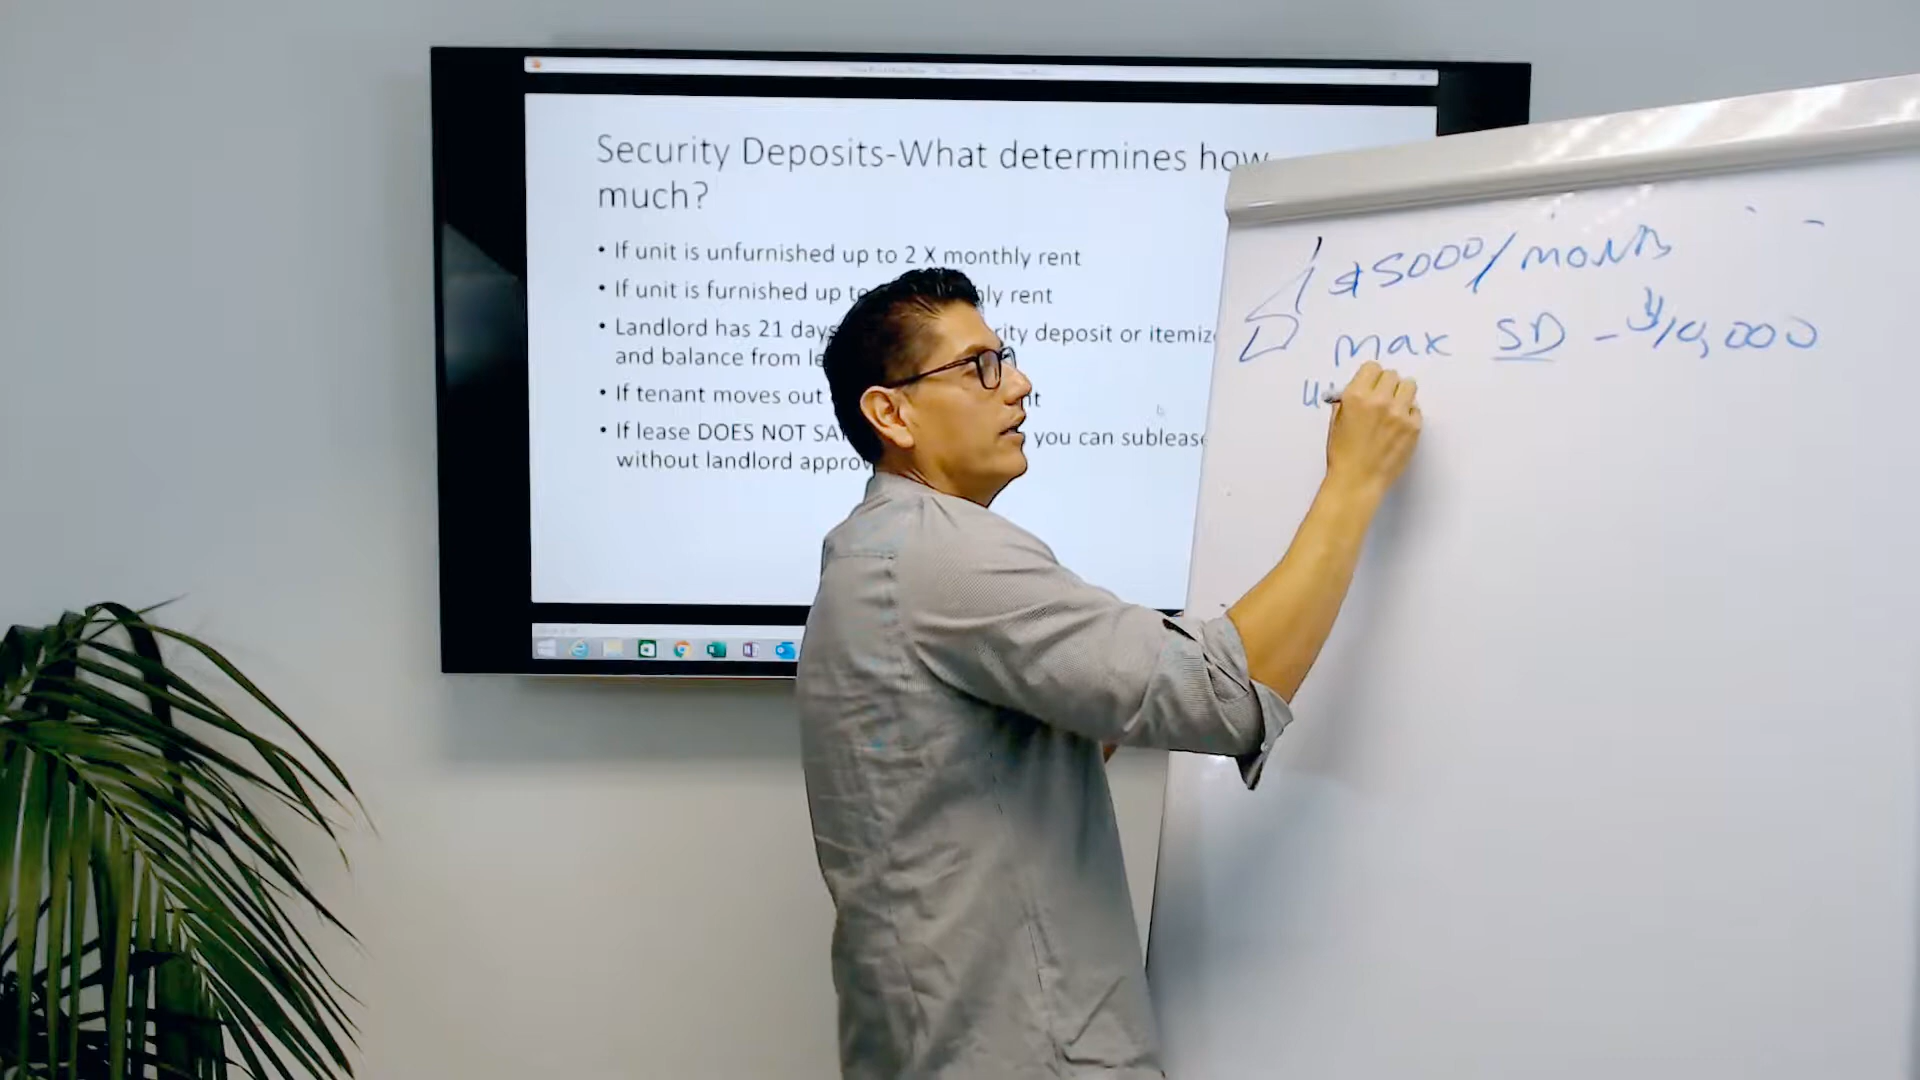 Security Deposits-What determines how
much?
• If unit is unfurnished up to 2 X monthly rent
• If unit is furnished up to ly rent
• Landlord has 21 days rity deposit or itemize
and balance from le
• If tenant moves out nt
• If lease DOES NOT SA you can sublease
without landlord approv
$5000/month
max SD - $10,000